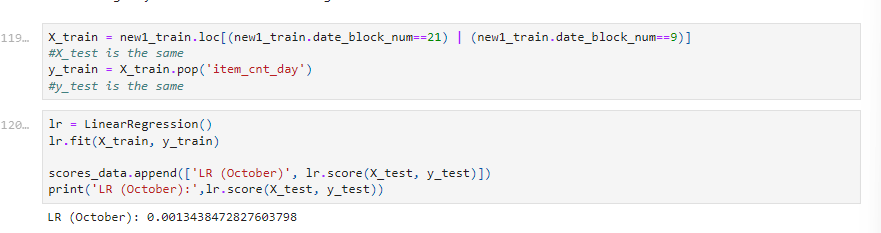 119…
X_train = new1_train.loc[(new1_train.date_block_num==21) | (new1_train.date_block_num==9)]
#X_test is the same
y_train = X_train.pop('item_cnt_day')
#y_test is the same
120…
lr = LinearRegression()
lr.fit(X_train, y_train)
scores_data.append(['LR (October)', lr.score(X_test, y_test)])
print('LR (October):',lr.score(X_test, y_test))
LR (October): 0.0013438472827603798